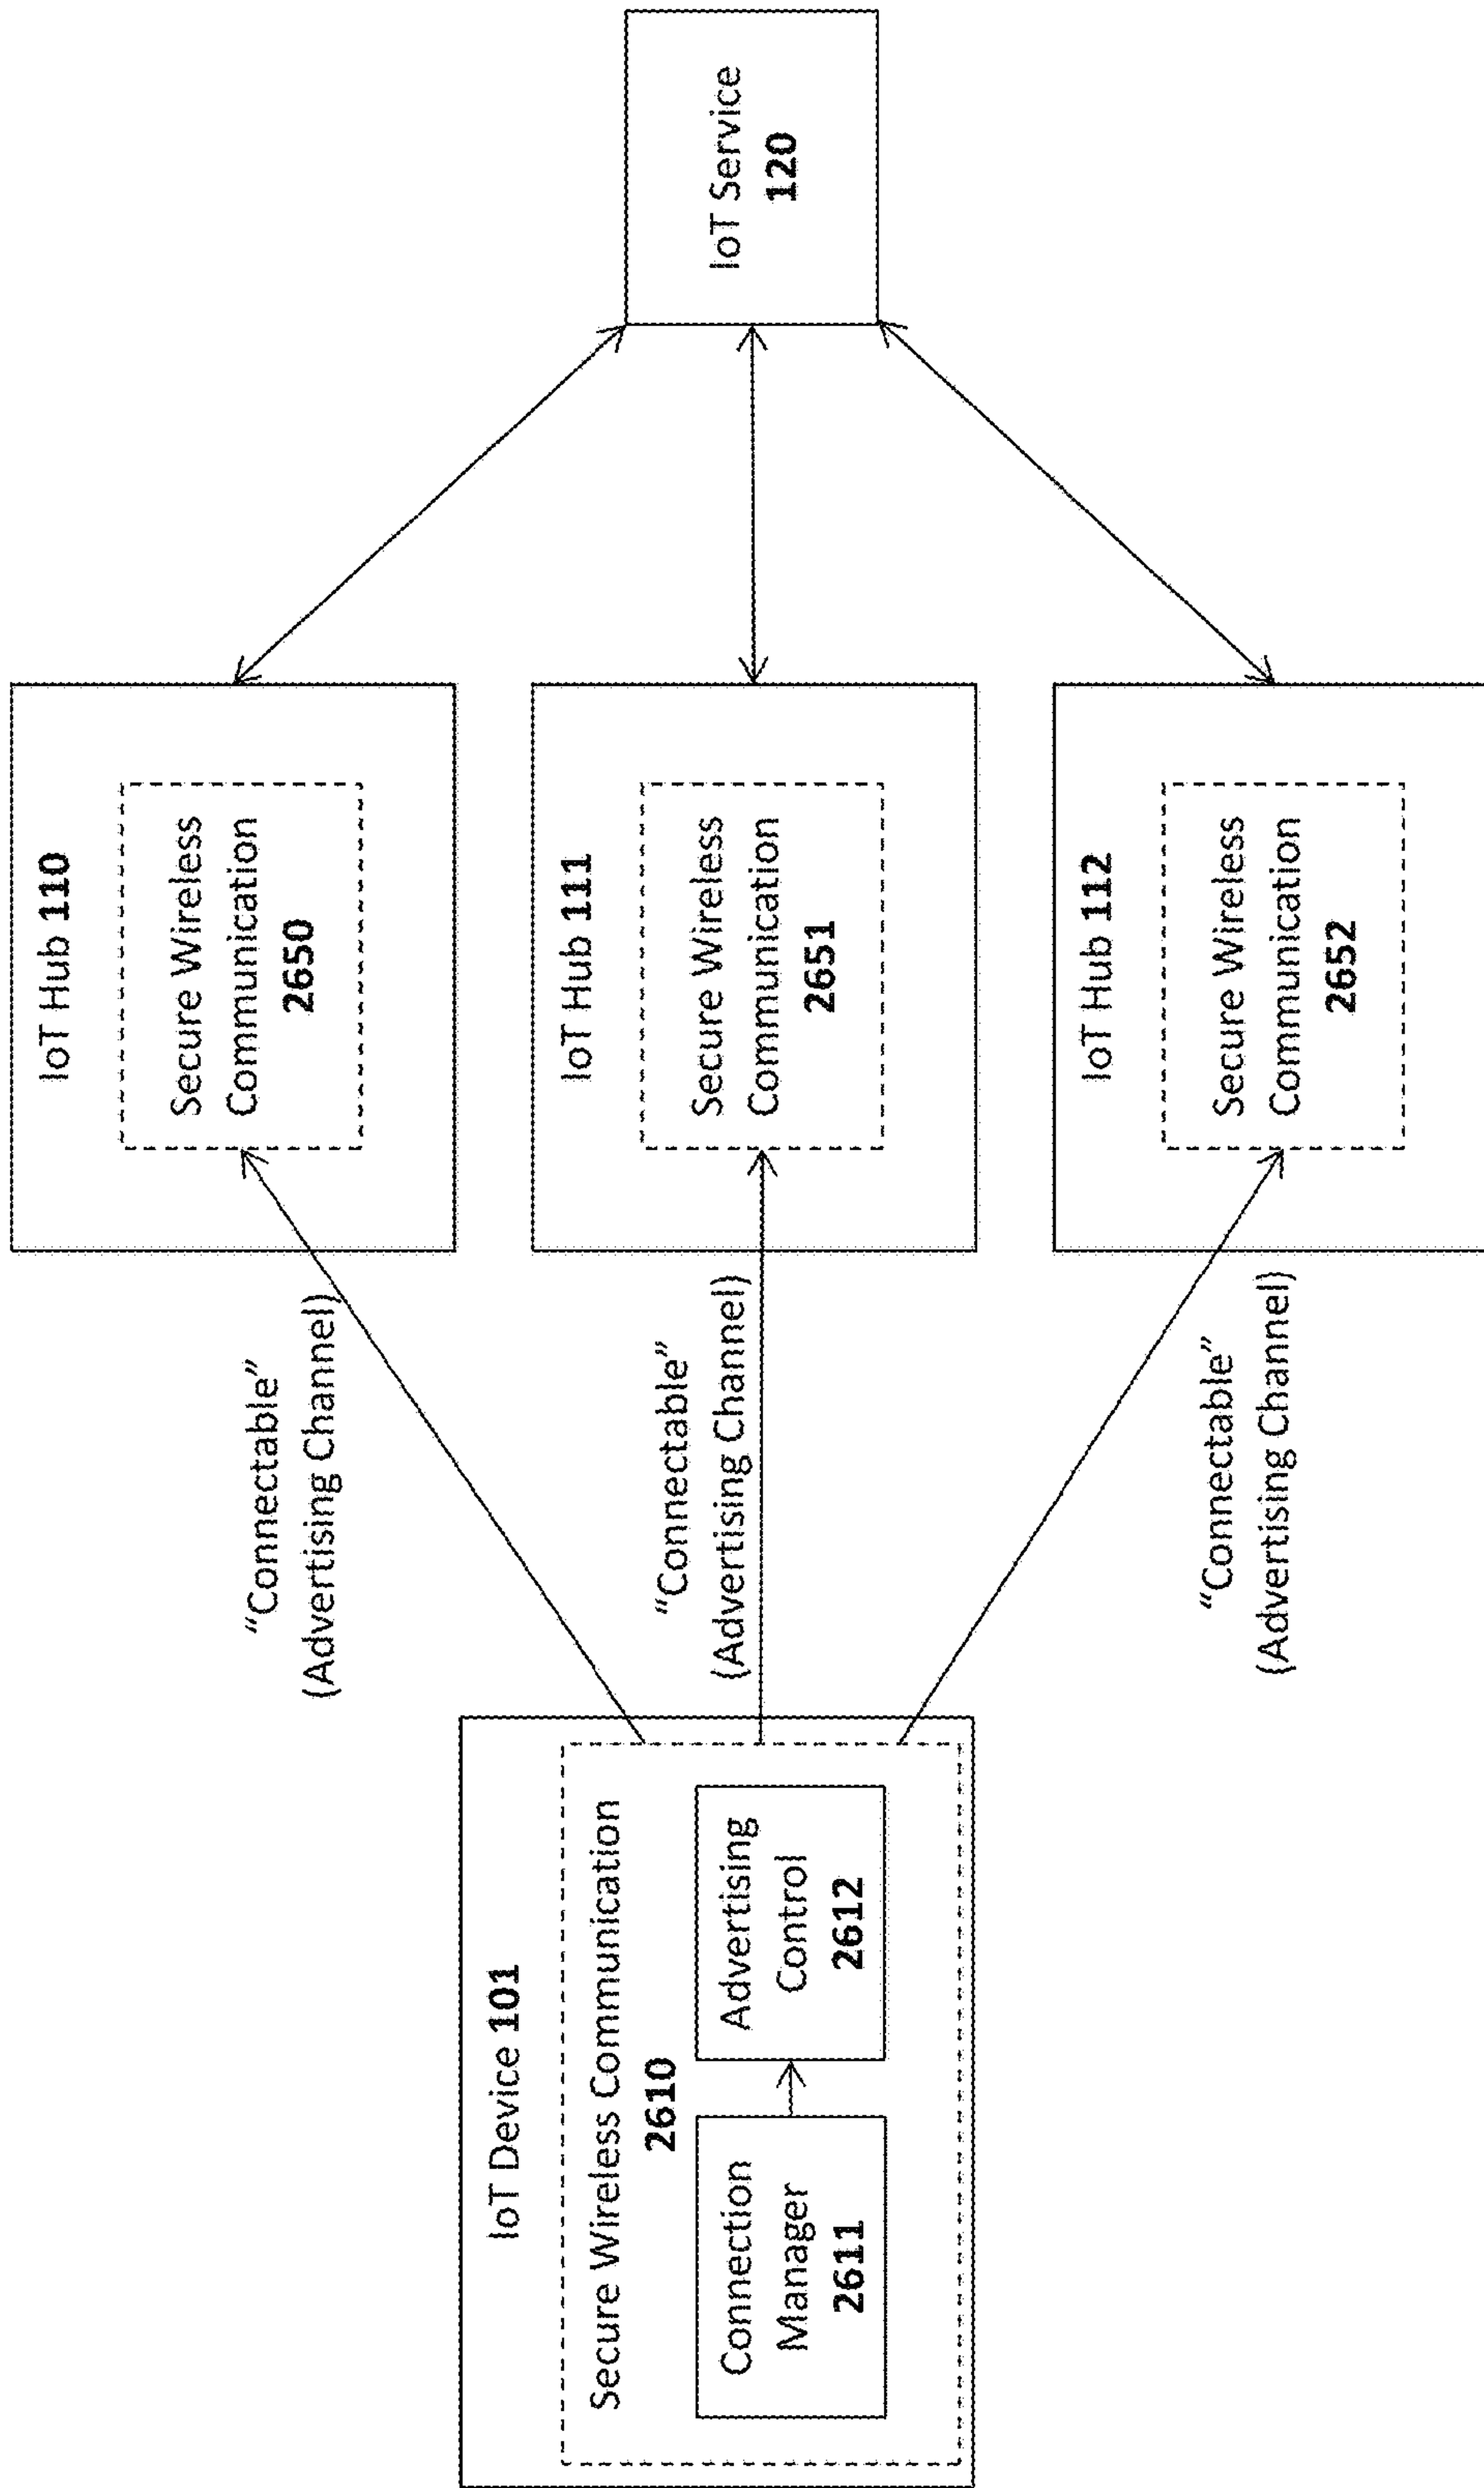 IoT Device 101
Secure Wireless Communication
2610
Connection
Manager
2611
Advertising
Control
2612
“Connectable”
(Advertising Channel)
“Connectable”
(Advertising Channel)
“Connectable”
(Advertising Channel)
IoT Hub 110
Secure Wireless
Communication
2650
IoT Hub 111
Secure Wireless
Communication
2651
IoT Hub 112
Secure Wireless
Communication
2652
IoT Service
120